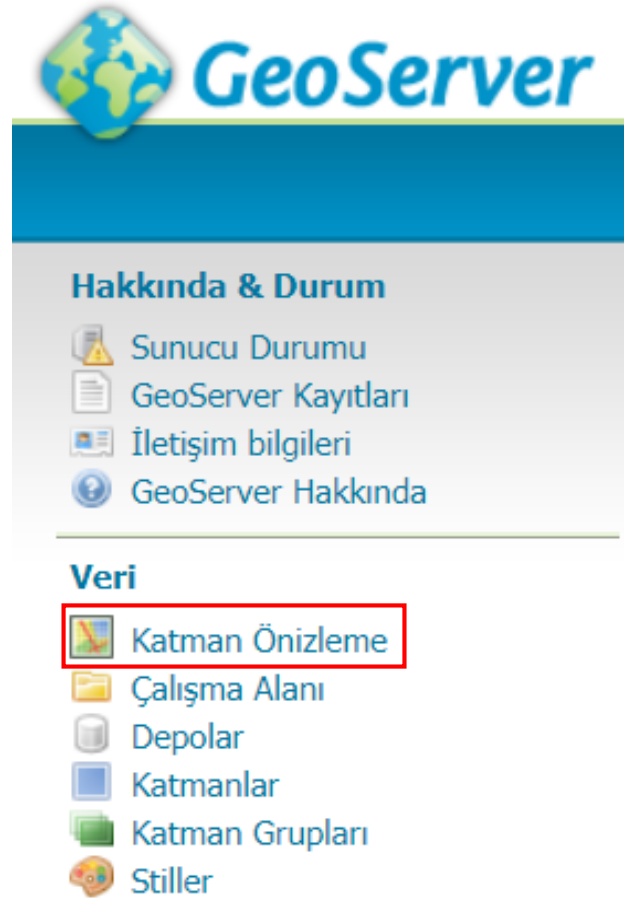 GeoServer
Hakkında & Durum
Sunucu Durumu
GeoServer Kayıtları
İletişim bilgileri
GeoServer Hakkında
Veri
Katman Önizleme
Çalışma Alanı
Depolar
Katmanlar
Katman Grupları
Stiller